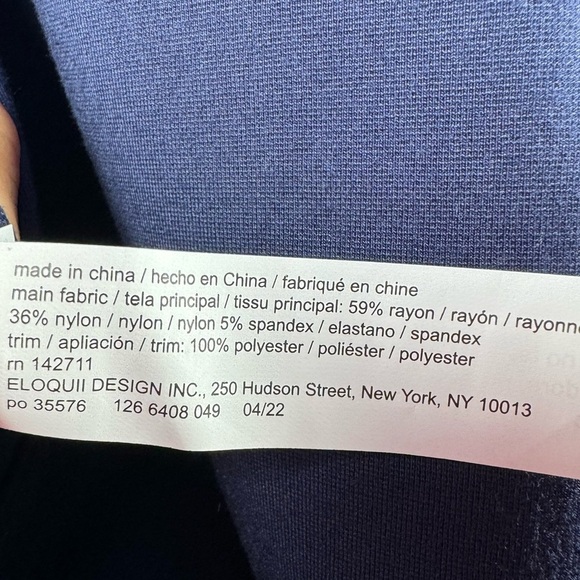 made in china / hecho en China / fabriqué en chine
main fabric / tela principal / tissu principal: 59% rayon / rayón / rayonne
36% nylon / nylon / nylon 5% spandex / elastano / spandex
trim / apliación / trim: 100% polyester / poliéster / polyester
rn 142711
ELOQUII DESIGN INC., 250 Hudson Street, New York, NY 10013
po 35576 126 6408 049 04/22